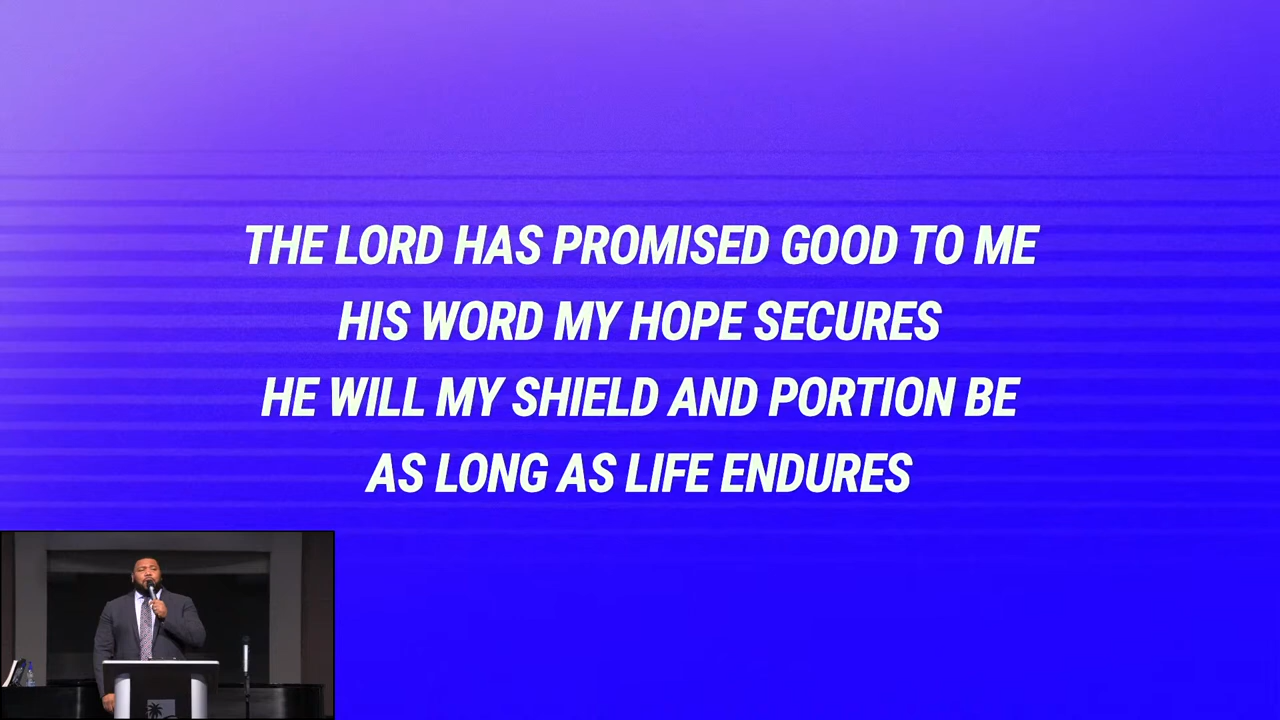 THE LORD HAS PROMISED GOOD TO ME
HIS WORD MY HOPE SECURES
HE WILL MY SHIELD AND PORTION BE
AS LONG AS LIFE ENDURES